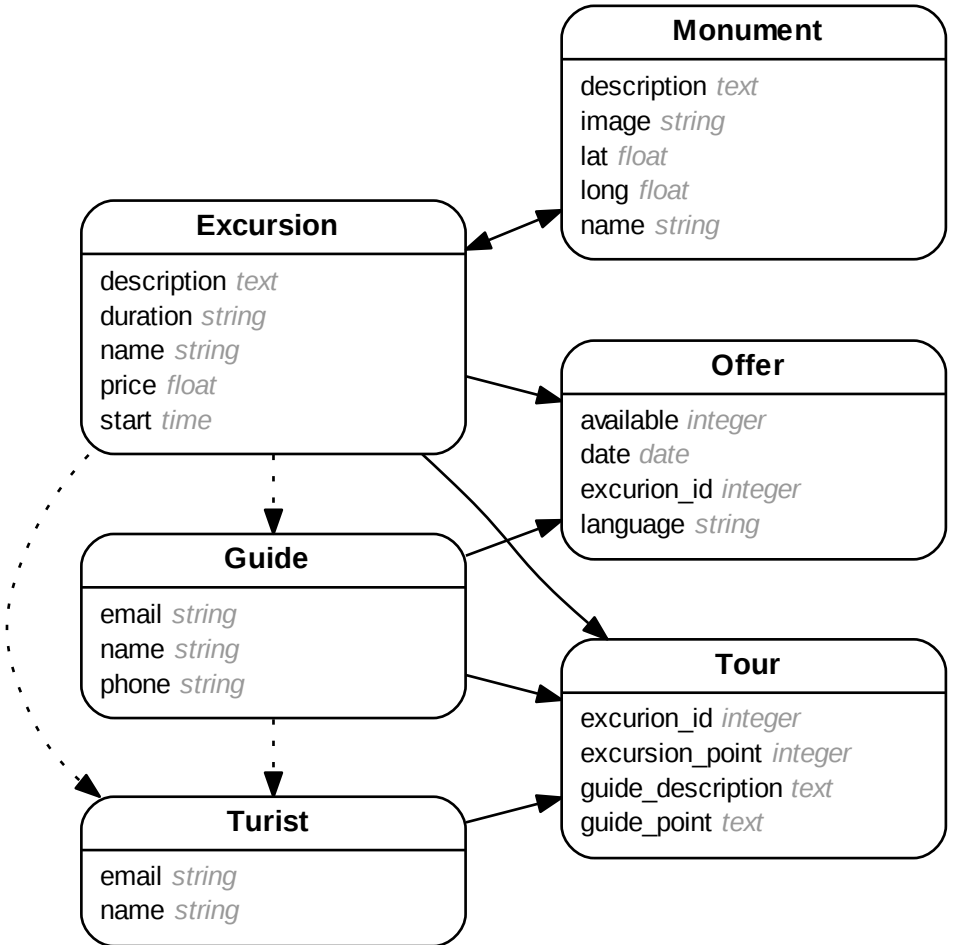 Monument
description text
image string
lat float
long float
name string
Excursion
description text
duration string
name string
price float
start time
Offer
available integer
date date
excurion_id integer
language string
Guide
email string
name string
phone string
Tour
excurion_id integer
excursion_point integer
guide_description text
guide_point text
Turist
email string
name string